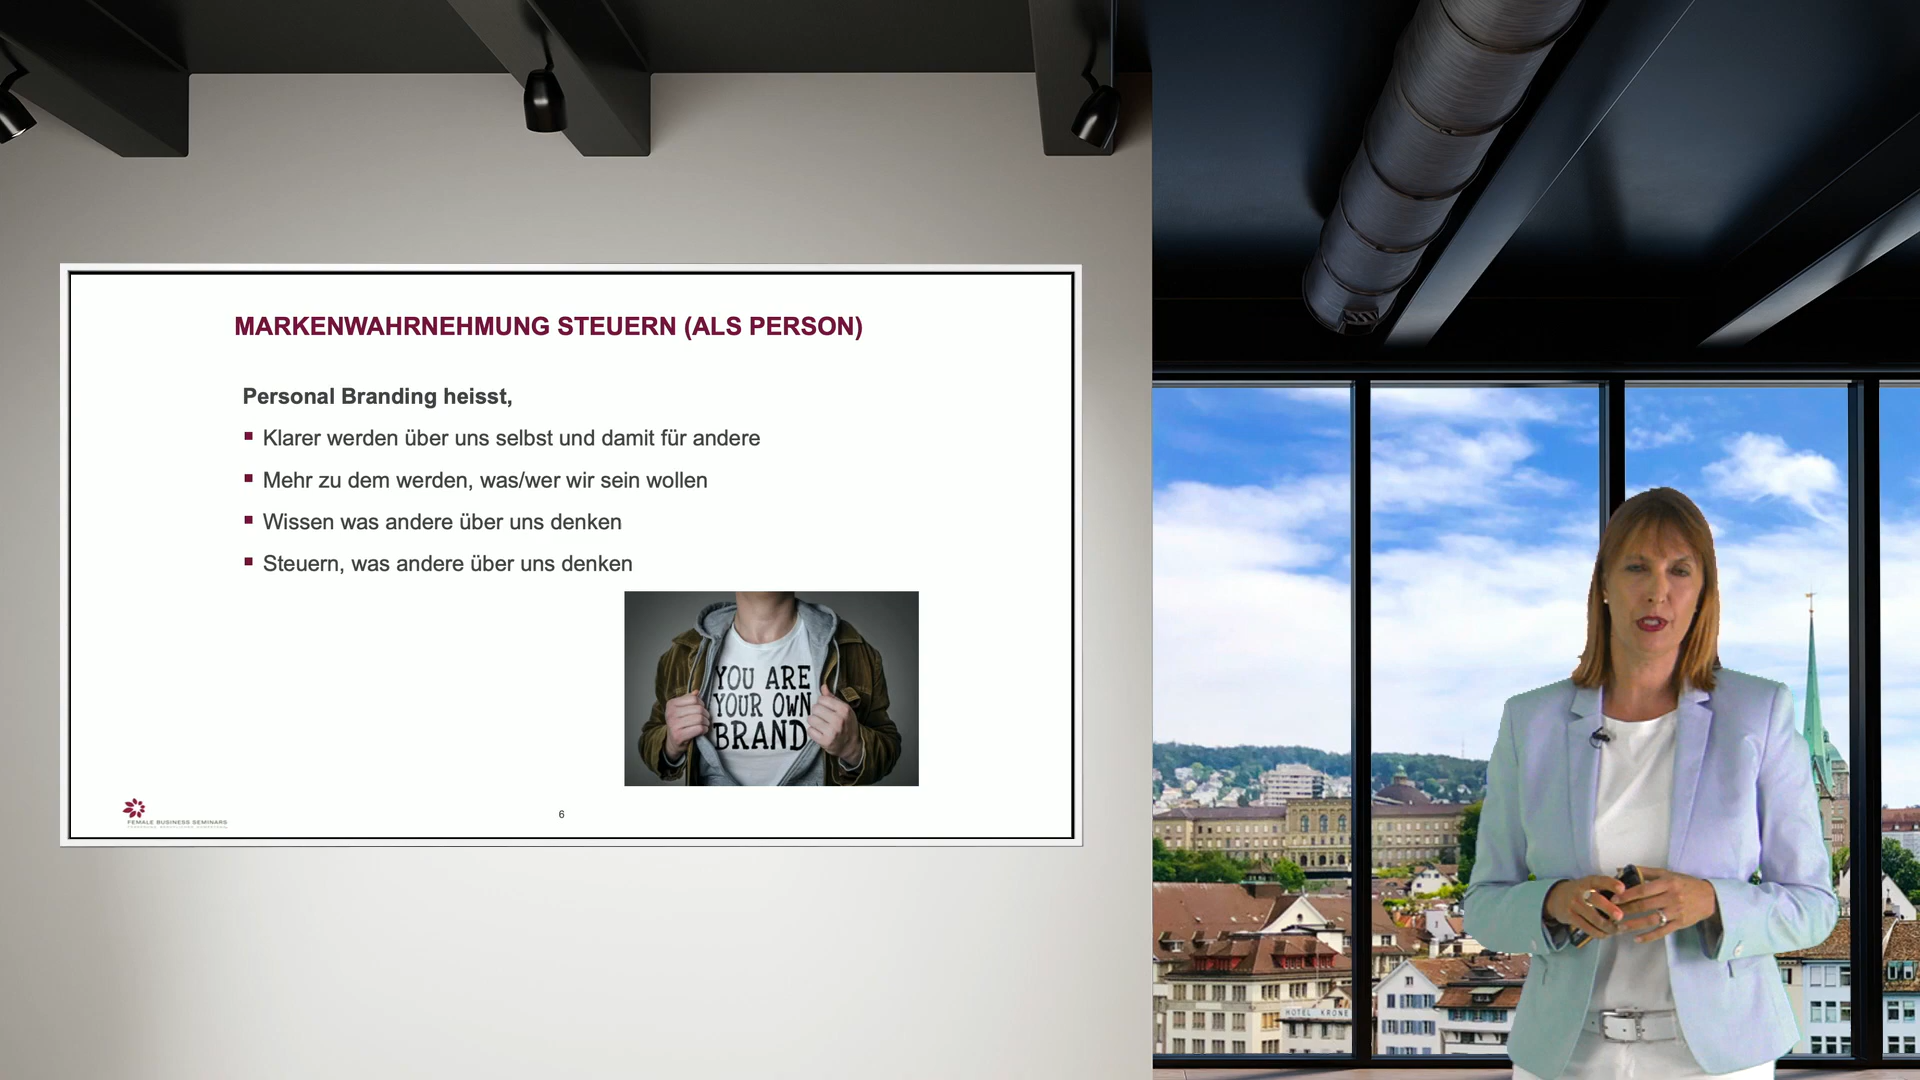 MARKENWAHRNEHMUNG STEUERN (ALS PERSON)
Personal Branding heisst,
Klarer werden über uns selbst und damit für andere
Mehr zu dem werden, was/wer wir sein wollen
Wissen was andere über uns denken
Steuern, was andere über uns denken
YOU ARE
YOUR OWN
BRAND
FEMALE BUSINESS SEMINARS
6
HOTEL KRONE